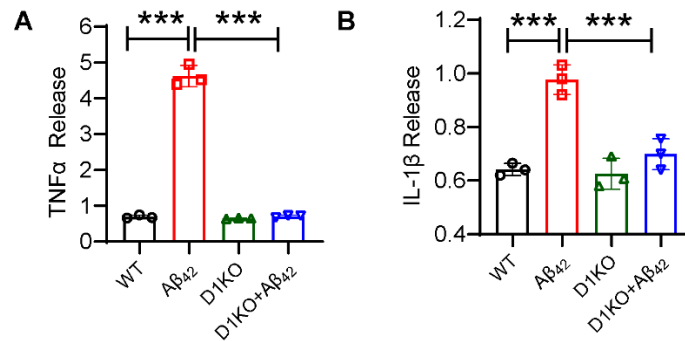 A
*** ***
TNFα Release
6
5
4
3
2
1
0
WT
Aβ42
D1KO
D1KO+Aβ42
B
*** ***
IL-1β Release
1.2
1.0
0.8
0.6
0.4
WT
Aβ42
D1KO
D1KO+Aβ42